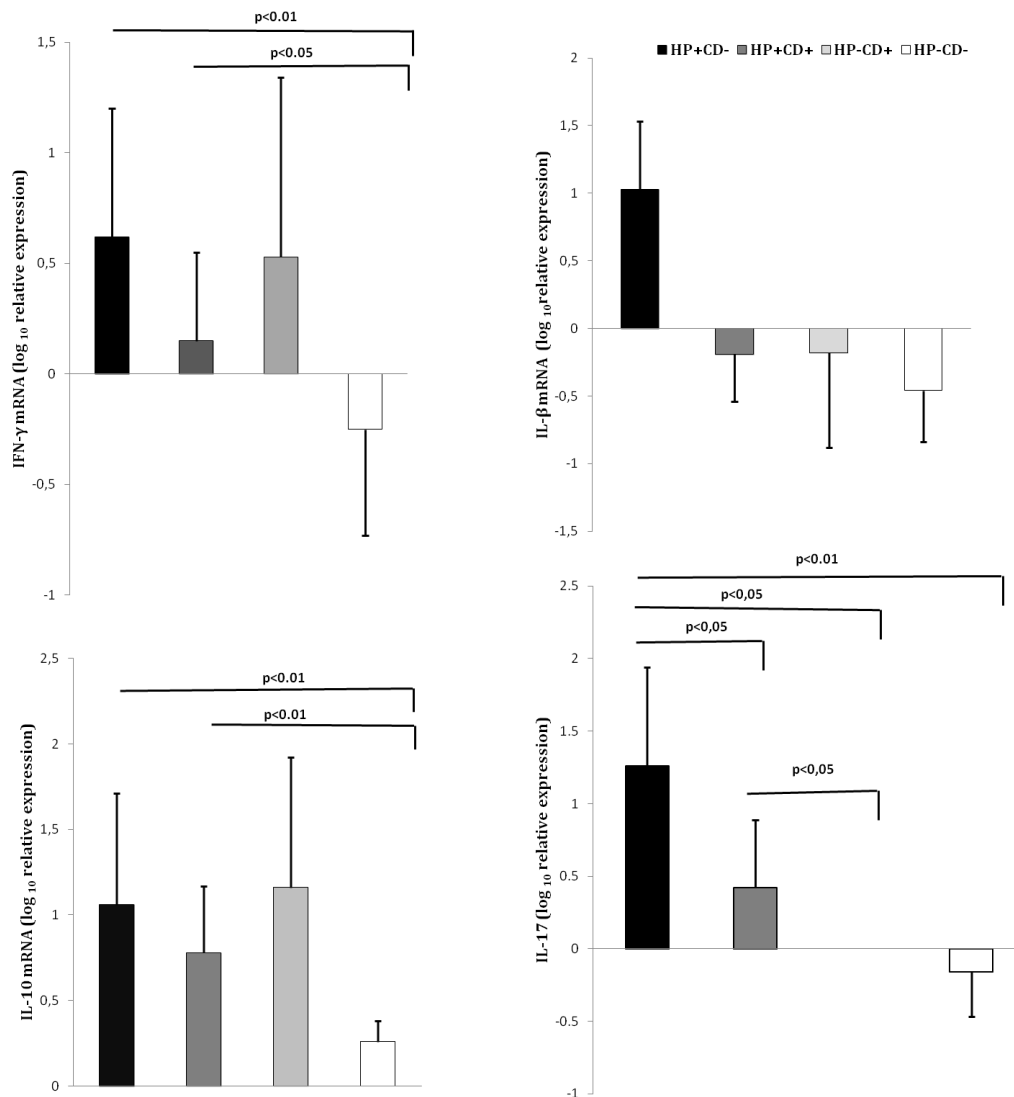 p<0.01
p<0.05
1,5
1
0,5
0
-0,5
-1
IFN-γ mRNA (log 10 relative expression)
HP+CD- HP+CD+ HP-CD+ HP-CD-
2
1,5
1
0,5
0
-0,5
-1
-1,5
IL-β mRNA (log 10 relative expression)
p<0.01
p<0.01
2,5
2
1,5
1
0,5
0
IL-10 mRNA (log 10 relative expression)
p<0.01
p<0,05
p<0,05
p<0,05
2.5
2
1.5
1
0.5
0
-0.5
-1
IL-17 (log 10 relative expression)